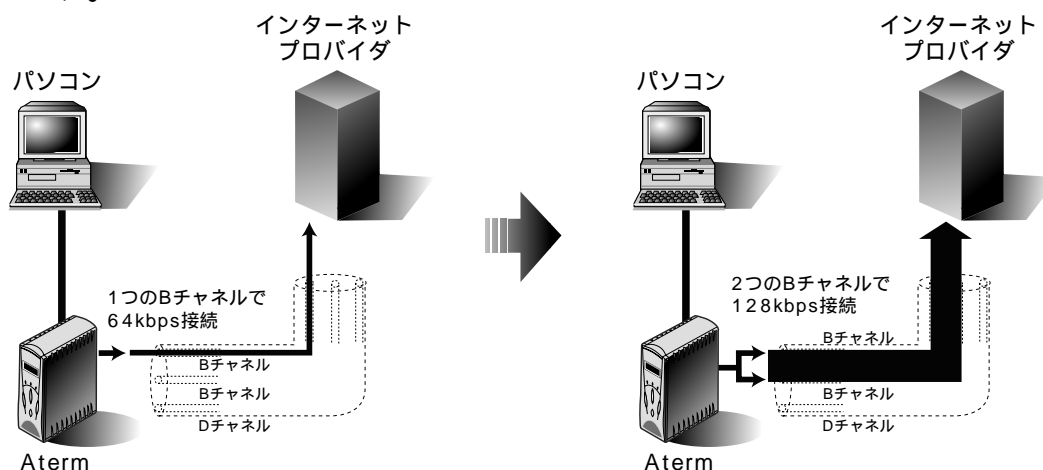 インターネット
プロバイダ
パソコン
1つのBチャネルで
64kbps接続
Bチャネル
Bチャネル
Dチャネル
Aterm
インターネット
プロバイダ
パソコン
2つのBチャネルで
128kbps接続
Bチャネル
Bチャネル
Dチャネル
Aterm